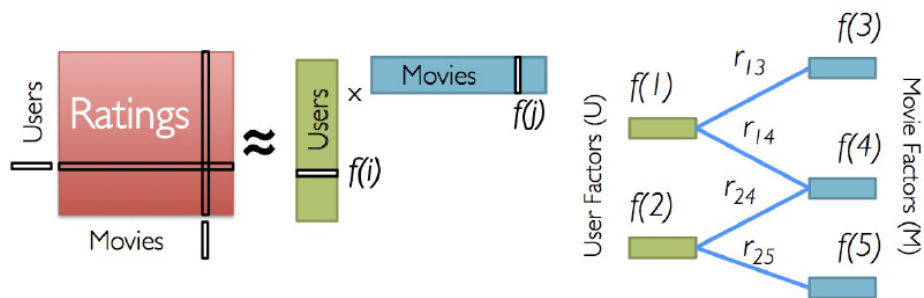 Users
Ratings
Movies
≈
Users
f(i)
x
Movies
f(j)
User Factors (U)
f(1)
f(2)
r13
r14
r24
r25
f(3)
f(4)
f(5)
Movie Factors (M)